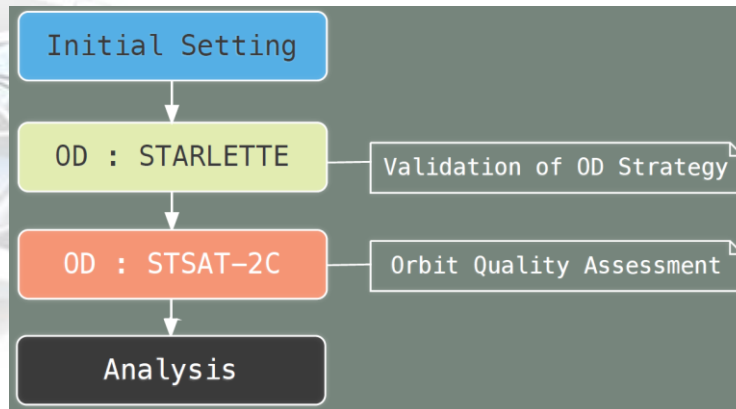 Initial Setting
OD : STARLETTE
Validation of OD Strategy
OD : STSAT−2C
Orbit Quality Assessment
Analysis